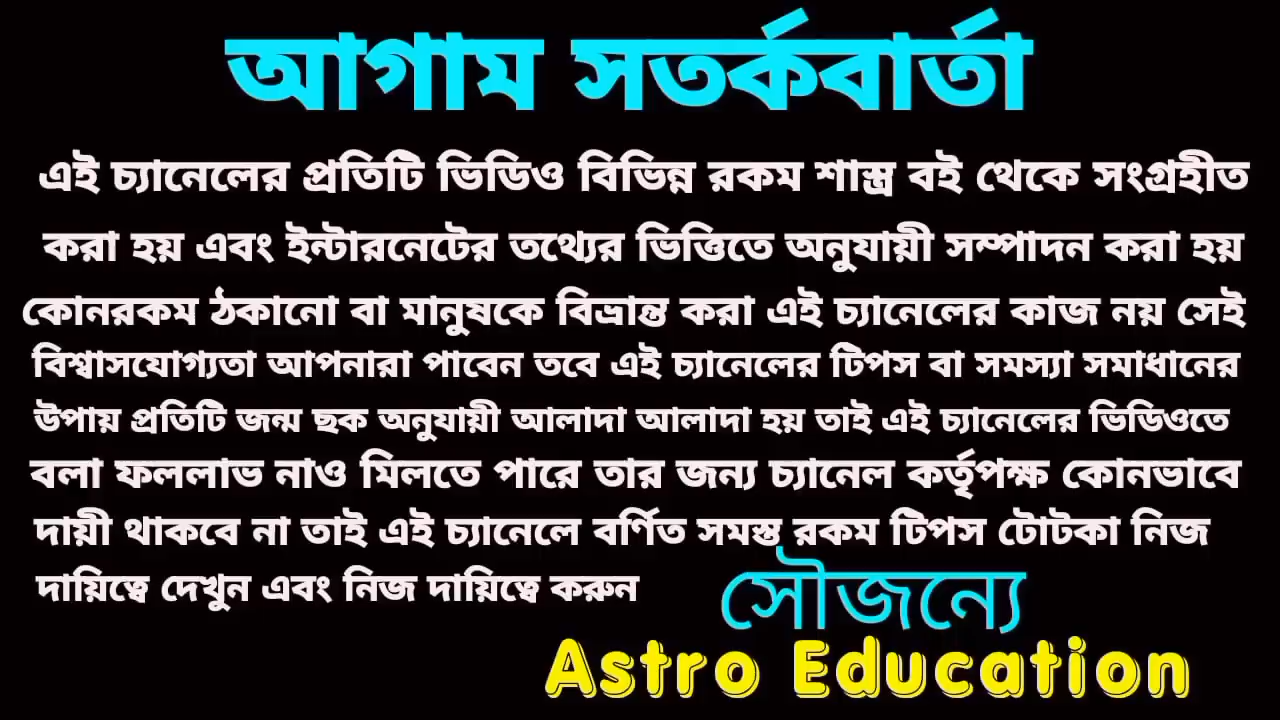 আগাম সতর্কবার্তা
এই চ্যানেলের প্রতিটি ভিডিও বিভিন্ন রকম শাস্ত্র বই থেকে সংগ্রহীত
করা হয় এবং ইন্টারনেটের তথ্যের ভিত্তিতে অনুযায়ী সম্পাদন করা হয়
কোনরকম ঠকানো বা মানুষকে বিভ্রান্ত করা এই চ্যানেলের কাজ নয় সেই
বিশ্বাসযোগ্যতা আপনারা পাবেন তবে এই চ্যানেলের টিপস বা সমস্যা সমাধানের
উপায় প্রতিটি জন্ম ছক অনুযায়ী আলাদা আলাদা হয় তাই এই চ্যানেলের ভিডিওতে
বলা ফললাভ নাও মিলতে পারে তার জন্য চ্যানেল কর্তৃপক্ষ কোনভাবে
দায়ী থাকবে না তাই এই চ্যানেলে বর্ণিত সমস্ত রকম টিপস টোটকা নিজ
দায়িত্বে দেখুন এবং নিজ দায়িত্বে করুন
সৌজন্যে
Astro Education